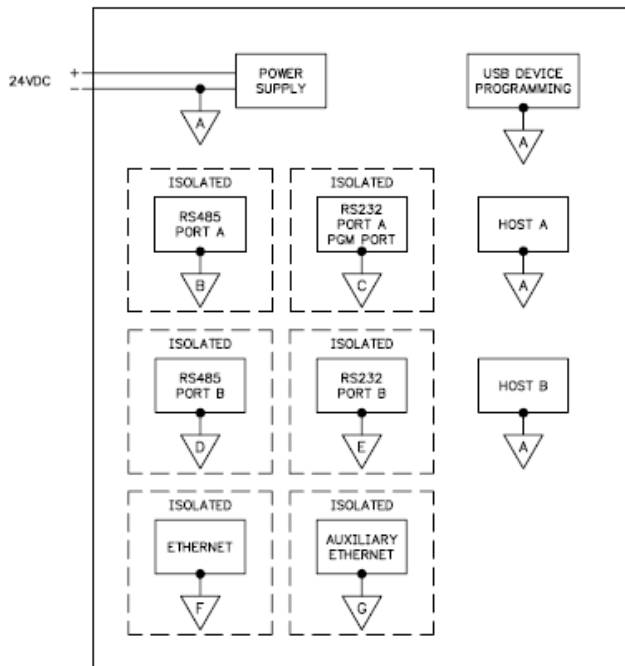 24VDC
+
-
POWER
SUPPLY
A
USB DEVICE
PROGRAMMING
A
ISOLATED
RS485
PORT A
B
ISOLATED
RS232
PORT A
PGM PORT
C
HOST A
A
ISOLATED
RS485
PORT B
D
ISOLATED
RS232
PORT B
E
HOST B
A
ISOLATED
ETHERNET
F
ISOLATED
AUXILIARY
ETHERNET
G